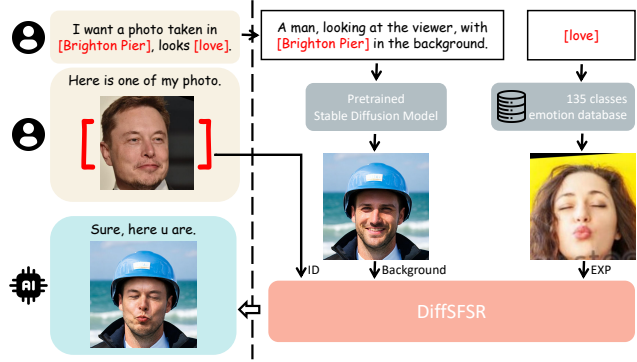 I want a photo taken in
[Brighton Pier], looks [love].
Here is one of my photo.
Sure, here u are.
AI
A man, looking at the viewer, with
[Brighton Pier] in the background.
[love]
Pretrained
Stable Diffusion Model
135 classes
emotion database
ID
Background
EXP
DiffSFSR